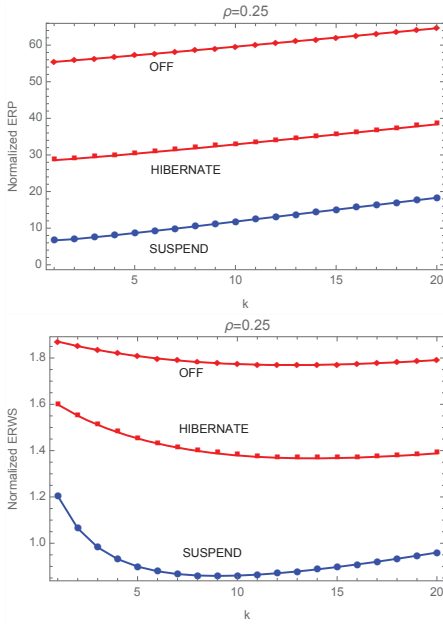 ρ=0.25
Normalized ERP
60
50
40
30
20
10
0
OFF
HIBERNATE
SUSPEND
5 10 15 20
k
ρ=0.25
Normalized ERWS
1.8
1.6
1.4
1.2
1.0
OFF
HIBERNATE
SUSPEND
5 10 15 20
k